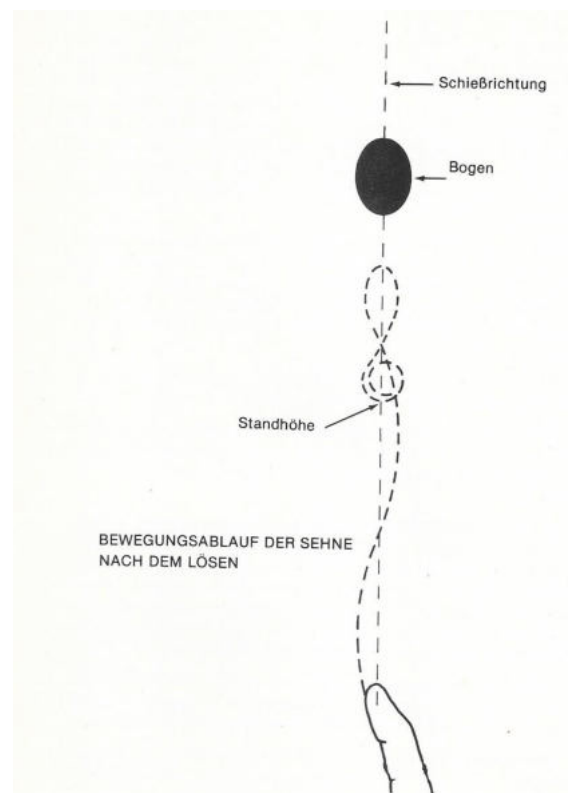 Schießrichtung
Bogen
Standhöhe
BEWEGUNGSABLAUF DER SEHNE
NACH DEM LÖSEN